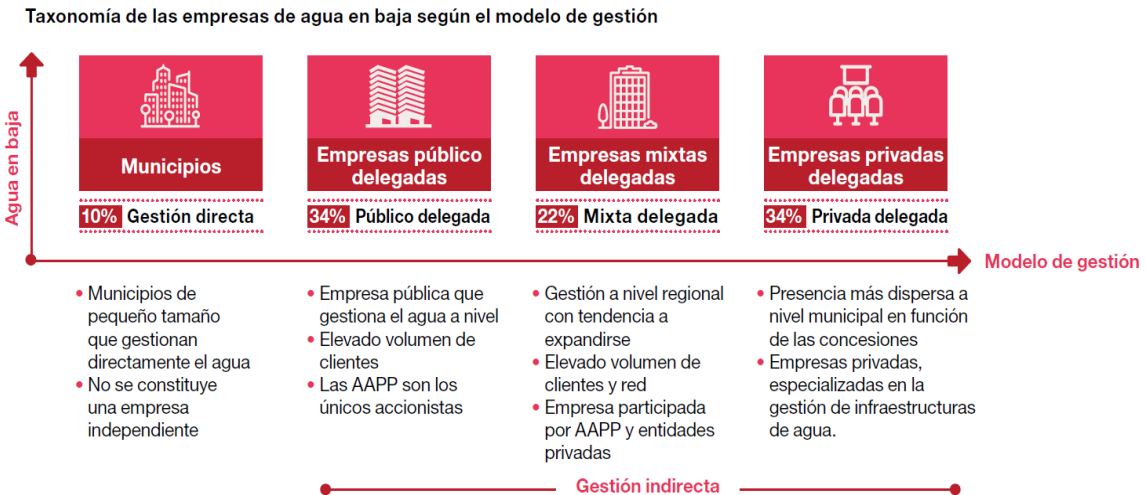 Taxonomía de las empresas de agua en baja según el modelo de gestión
Agua en baja
Municipios
Empresas público
delegadas
Empresas mixtas
delegadas
Empresas privadas
delegadas
10% Gestión directa
34% Público delegada
22% Mixta delegada
34% Privada delegada
Modelo de gestión
• Municipios de
pequeño tamaño
que gestionan
directamente el agua
• No se constituye
una empresa
independiente
• Empresa pública que
gestiona el agua a nivel
• Elevado volumen de
clientes
• Las AAPP son los
únicos accionistas
• Gestión a nivel regional
con tendencia a
expandirse
• Elevado volumen de
clientes y red
• Empresa participada
por AAPP y entidades
privadas
• Presencia más dispersa a
nivel municipal en función
de las concesiones
• Empresas privadas,
especializadas en la
gestión de infraestructuras
de agua.
Gestión indirecta